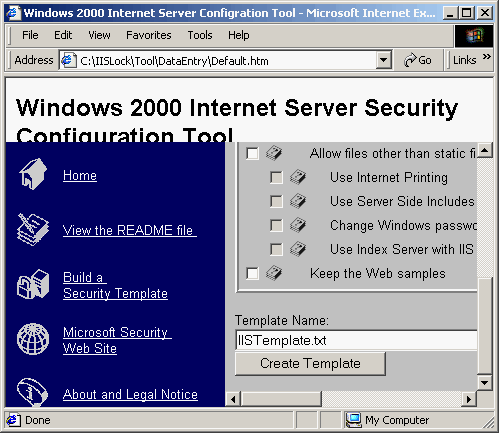 Windows 2000 Internet Server Configration Tool - Microsoft Internet Ex...
File Edit View Favorites Tools Help
Address C:\IISLock\Tool\DataEntry\Default.htm Go Links »
Windows 2000 Internet Server Security
Configuration Tool
Home
View the README file
Build a
Security Template
Microsoft Security
Web Site
About and Legal Notice
Allow files other than static fi
Use Internet Printing
Use Server Side Includes
Change Windows passwo
Use Index Server with IIS
Keep the Web samples
Template Name:
IISTemplate.txt
Create Template
Done My Computer